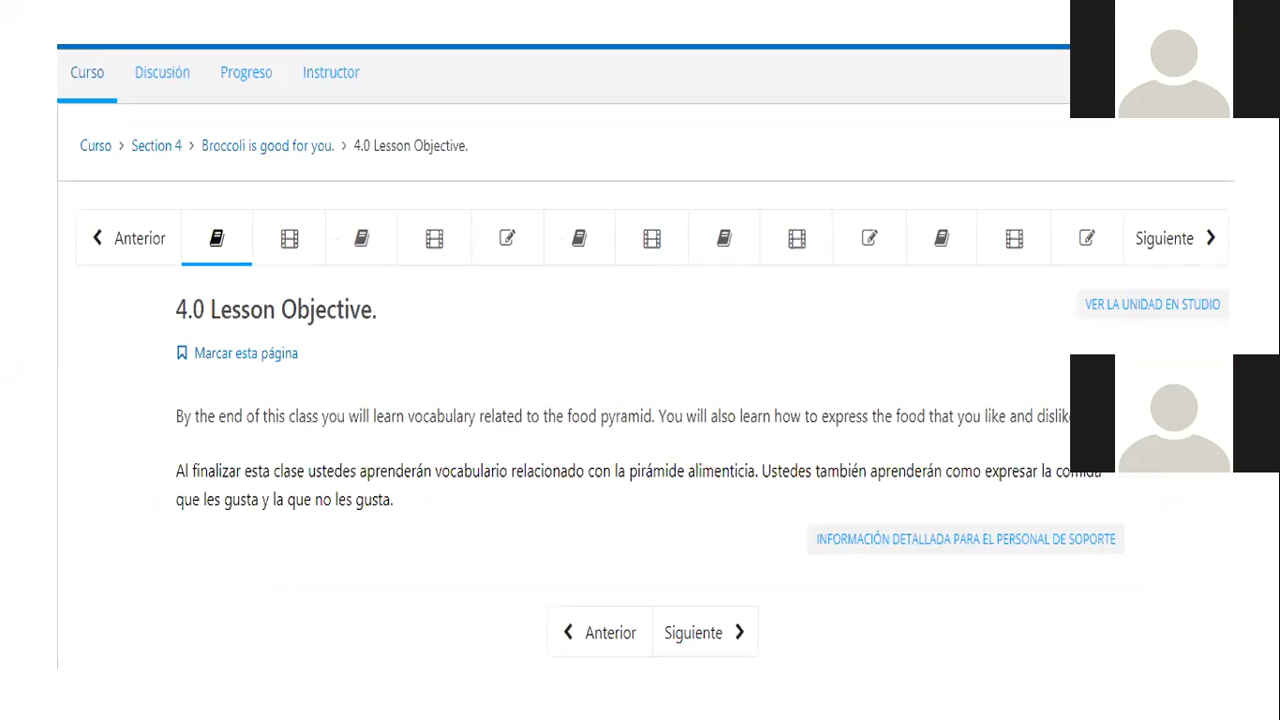 Curso Discusión Progreso Instructor
Curso > Section 4 > Broccoli is good for you. > 4.0 Lesson Objective.
Anterior Siguiente
4.0 Lesson Objective.
VER LA UNIDAD EN STUDIO
Marcar esta página
By the end of this class you will learn vocabulary related to the food pyramid. You will also learn how to express the food that you like and
Al finalizar esta clase ustedes aprenderán vocabulario relacionado con la pirámide alimenticia. Ustedes también aprenderán como expresar la comida
que les gusta y la que no les gusta.
INFORMACIÓN DETALLADA PARA EL PERSONAL DE SOPORTE
Anterior Siguiente